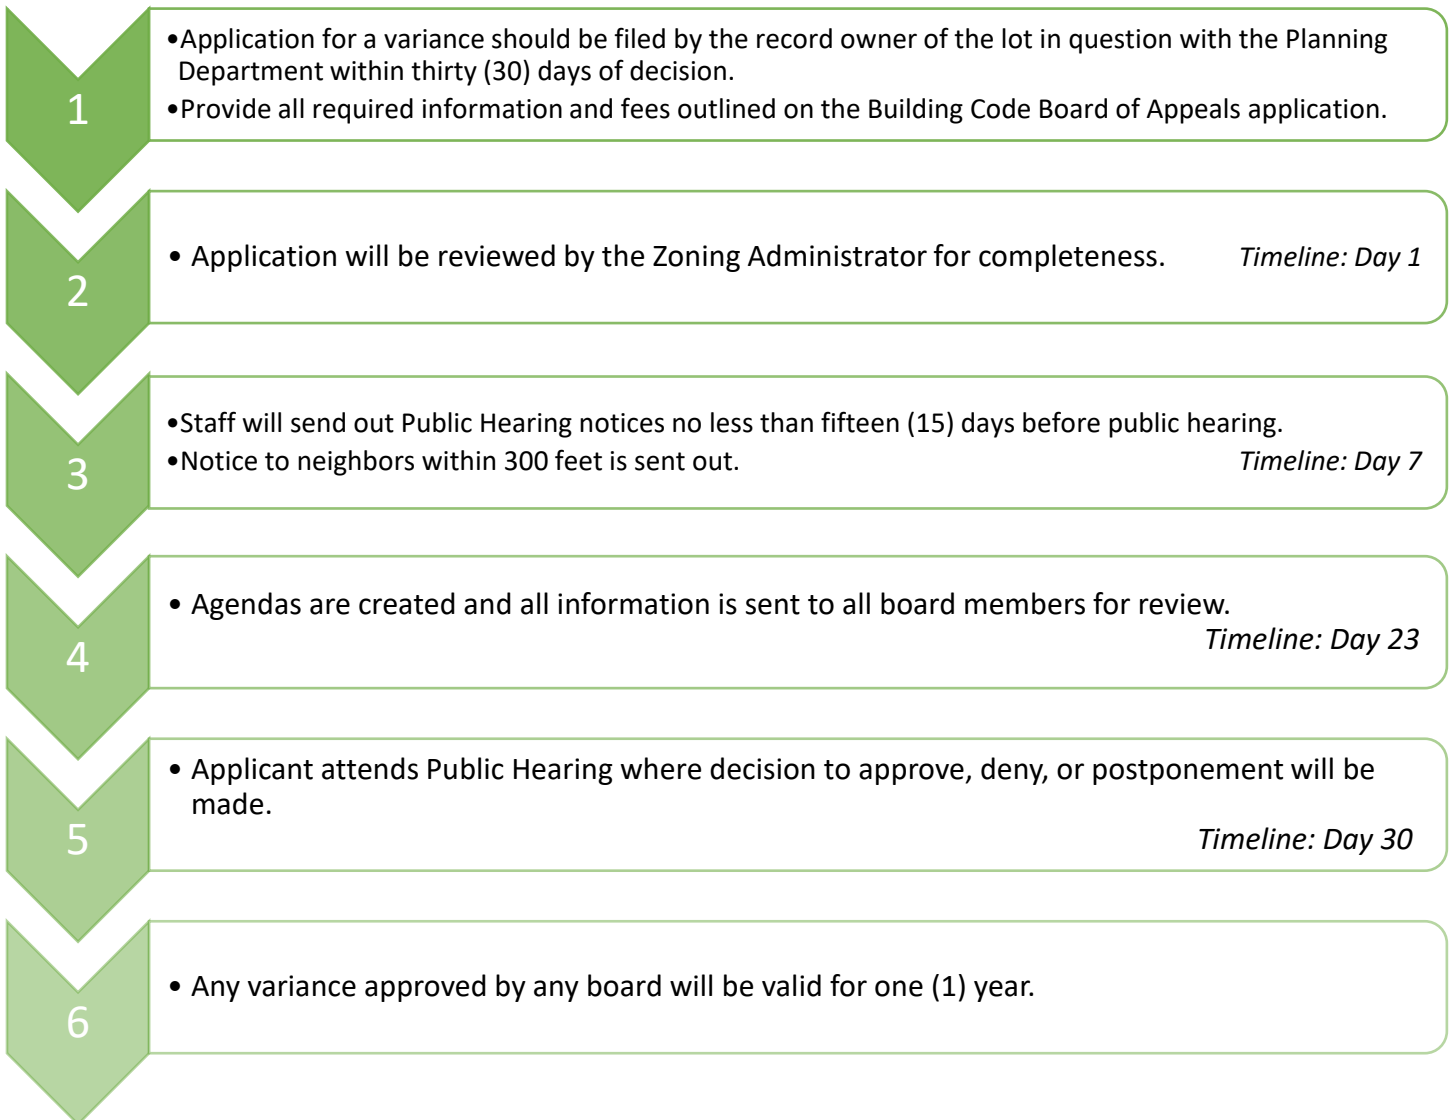 1
•Application for a variance should be filed by the record owner of the lot in question with the Planning
Department within thirty (30) days of decision.
•Provide all required information and fees outlined on the Building Code Board of Appeals application.
2
• Application will be reviewed by the Zoning Administrator for completeness. Timeline: Day 1
3
•Staff will send out Public Hearing notices no less than fifteen (15) days before public hearing.
•Notice to neighbors within 300 feet is sent out. Timeline: Day 7
4
• Agendas are created and all information is sent to all board members for review.
Timeline: Day 23
5
• Applicant attends Public Hearing where decision to approve, deny, or postponement will be
made.
Timeline: Day 30
6
• Any variance approved by any board will be valid for one (1) year.